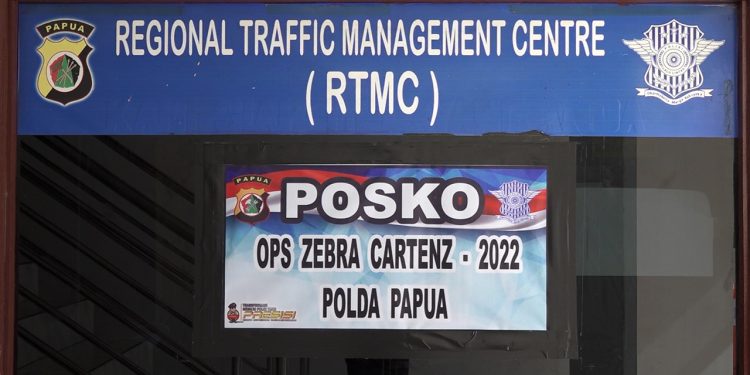 PAPUA
REGIONAL TRAFFIC MANAGEMENT CENTRE
( RTMC )
PAPUA
POSKO
OPS ZEBRA CARTENZ - 2022
POLDA PAPUA
PRESISI